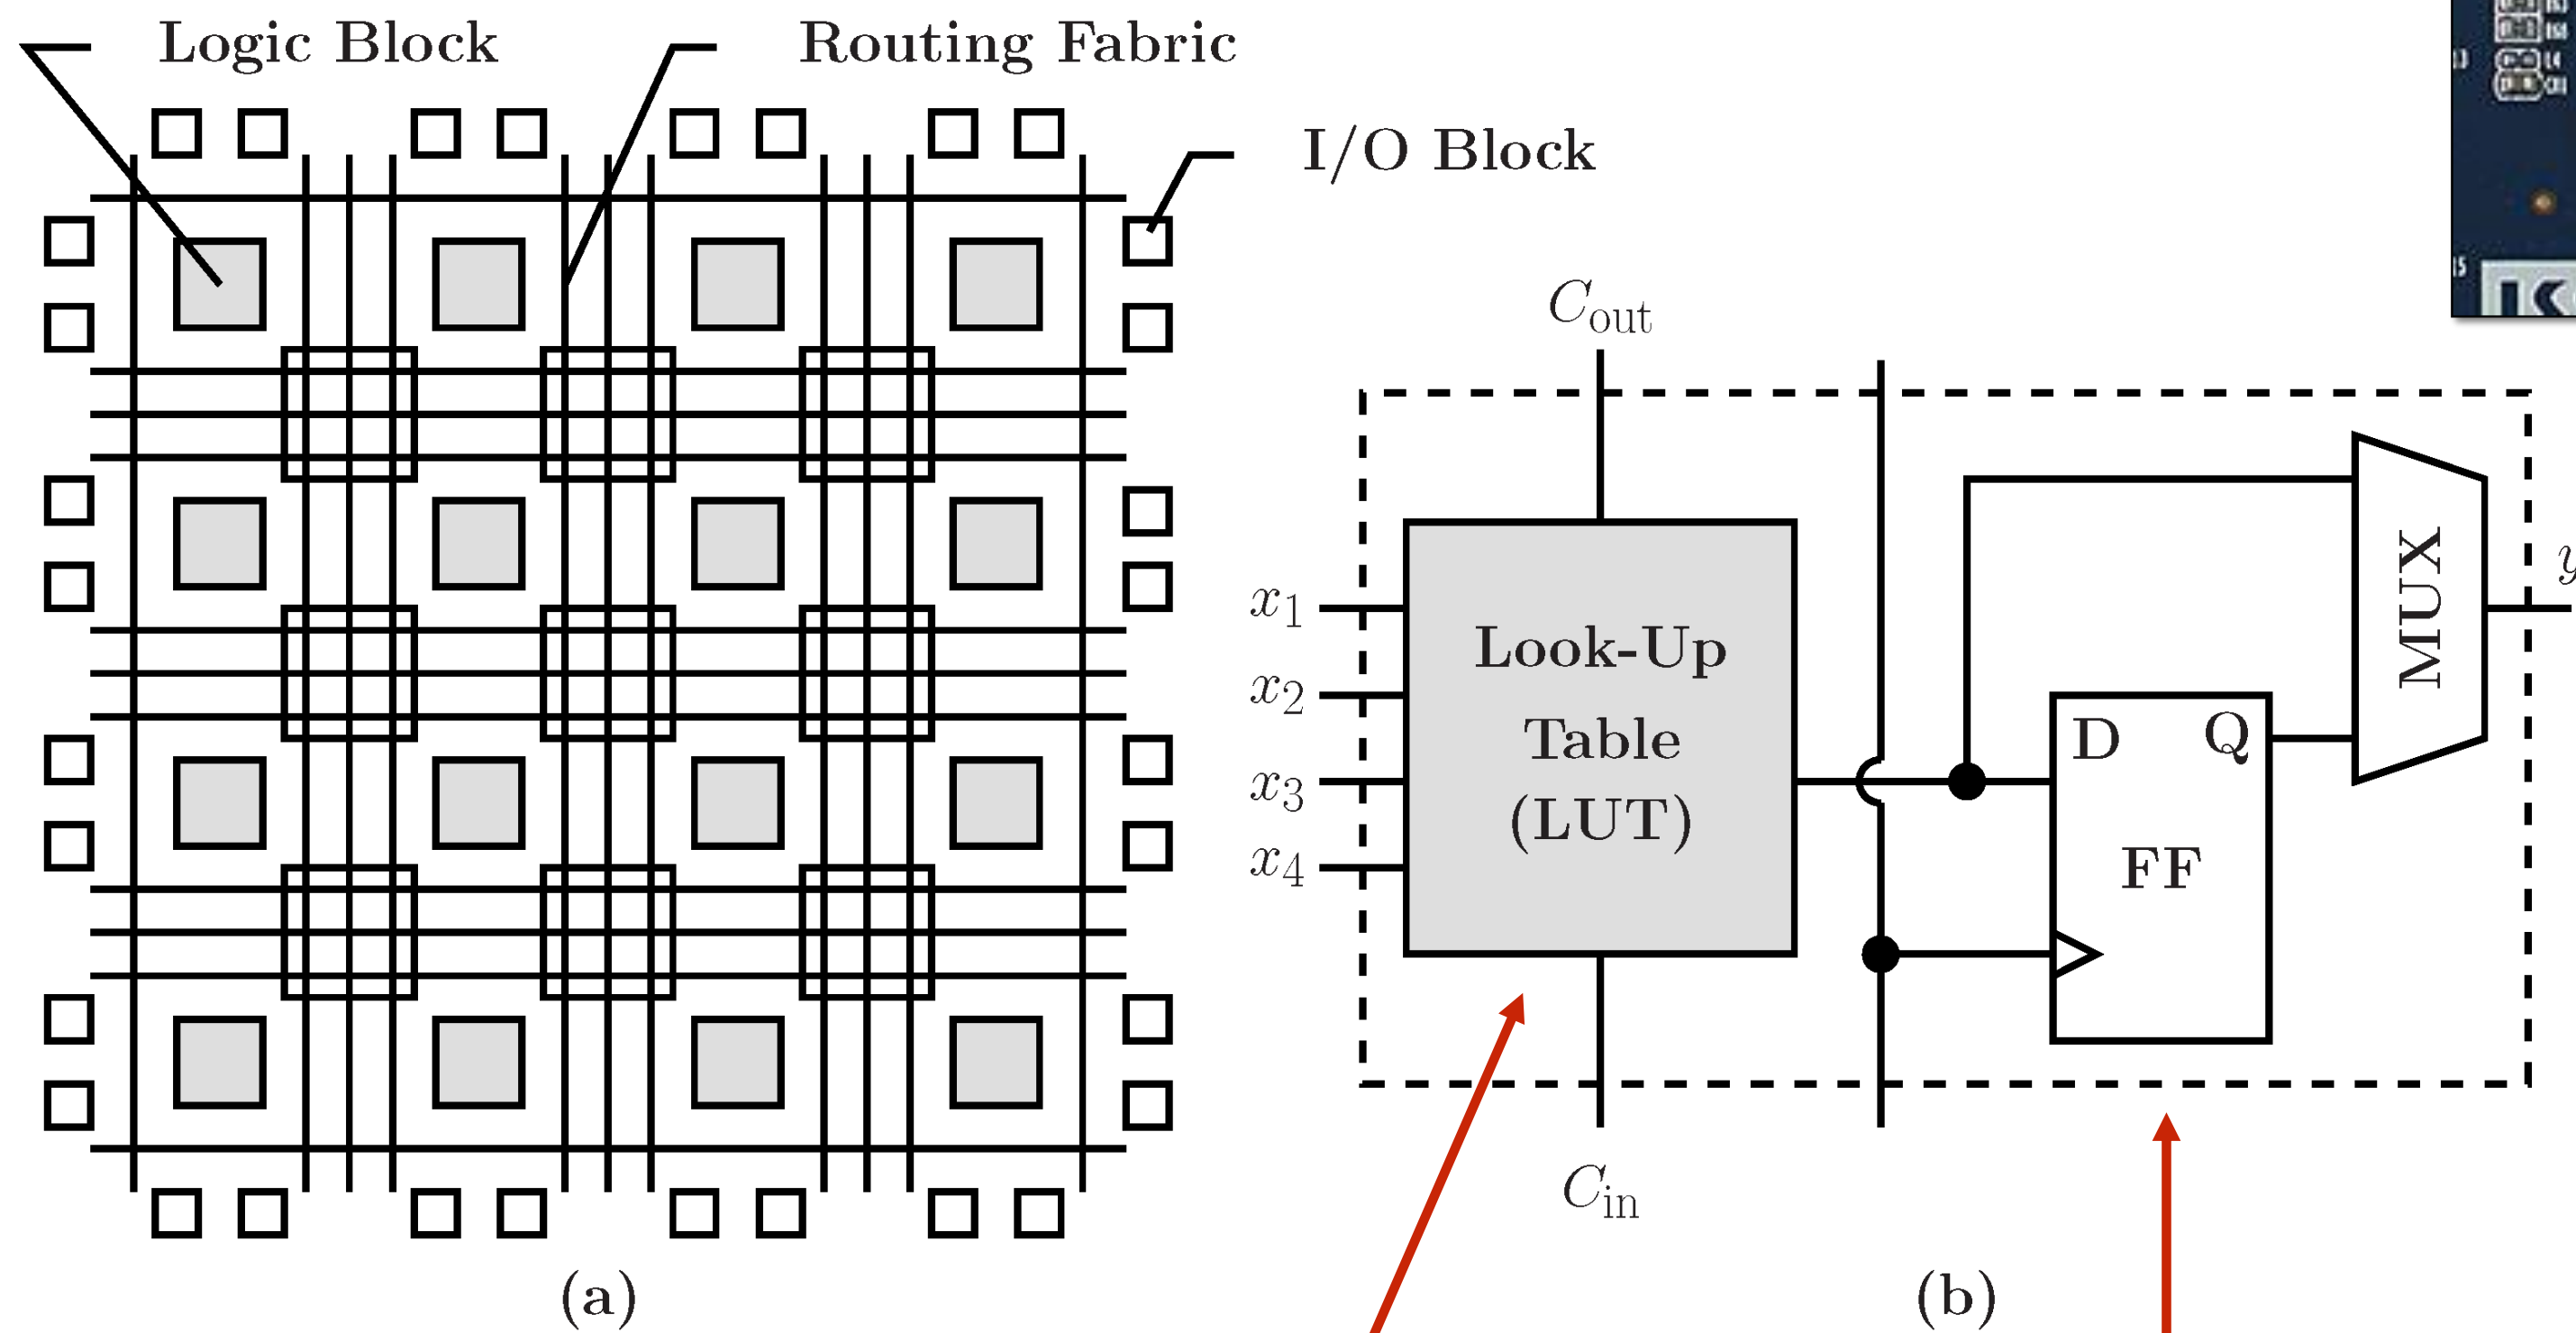 Logic Block
Routing Fabric
I/O Block
C_out
x_1
x_2
x_3
x_4
Look-Up
Table
(LUT)
D
Q
FF
MUX
y
C_in
(a)
(b)